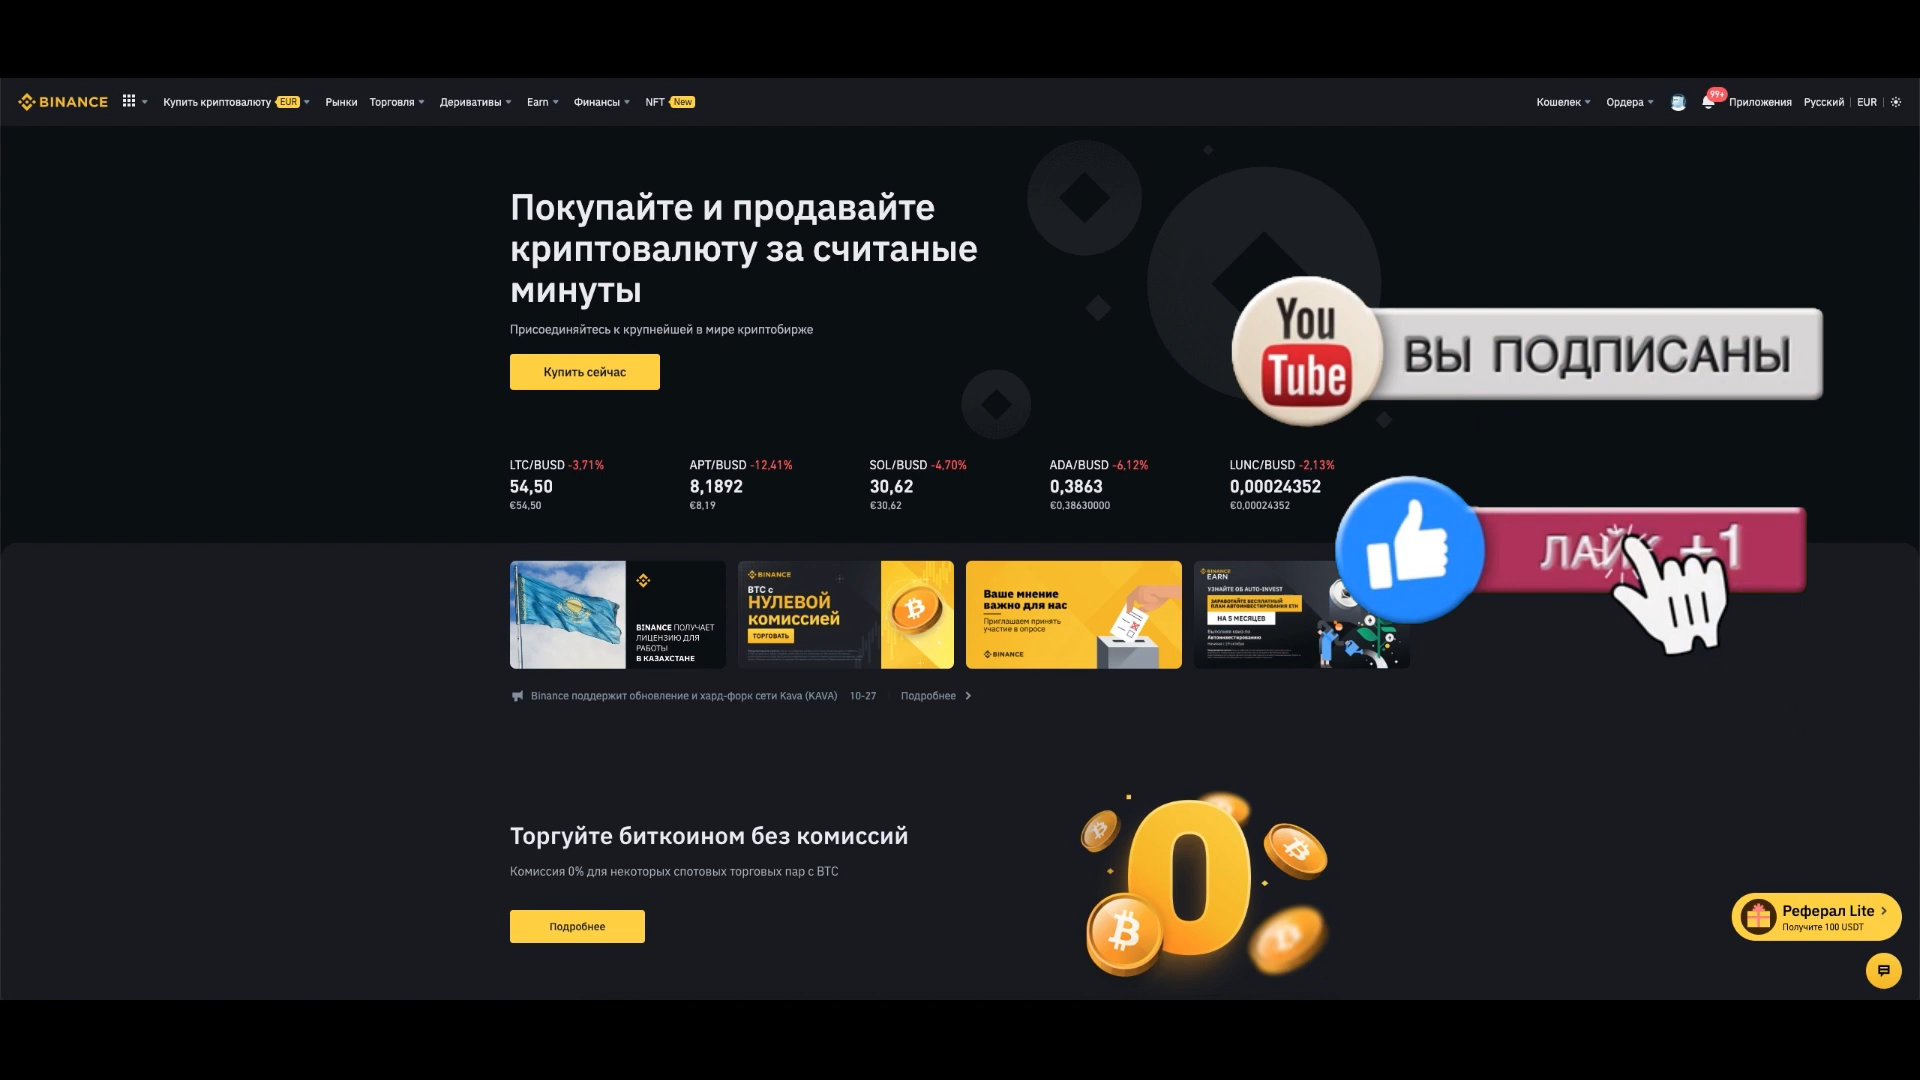 BINANCE
Купить криптовалюту EUR
Рынки
Торговля
Деривативы
Earn
Финансы
NFT New
Кошелек
Ордера
99+
Приложения
Русский
EUR
Покупайте и продавайте
криптовалюту за считаные
минуты
Присоединяйтесь к крупнейшей в мире криптобирже
Купить сейчас
You
Tube
ВЫ ПОДПИСАНЫ
LTC/BUSD -3,71%
54,50
€54,50
APT/BUSD -12,41%
8,1892
€8,19
SOL/BUSD -4,70%
30,62
€30,62
ADA/BUSD -6,12%
0,3863
€0,38630000
LUNC/BUSD -2,13%
0,00024352
€0,00024352
ЛАЙК +1
BINANCE ПОЛУЧАЕТ
ЛИЦЕНЗИЮ ДЛЯ
РАБОТЫ
В КАЗАХСТАНЕ
BINANCE
BTC с
НУЛЕВОЙ
комиссией
ТОРГОВАТЬ
Ваше мнение
важно для нас
Приглашаем принять
участие в опросе
BINANCE
BINANCE
EARN
УЗНАЙТЕ ОБ AUTO-INVEST
ЗАРАБОТАЙТЕ БЕСПЛАТНЫЙ
ПЛАН АВТОИНВЕСТИРОВАНИЯ ETH
НА 5 МЕСЯЦЕВ
Binance поддержит обновление и хард-форк сети Kava (KAVA)
10-27
Подробнее
Торгуйте биткоином без комиссий
Комиссия 0% для некоторых спотовых торговых пар с BTC
Подробнее
0
Реферал Lite
Получите 100 USDT